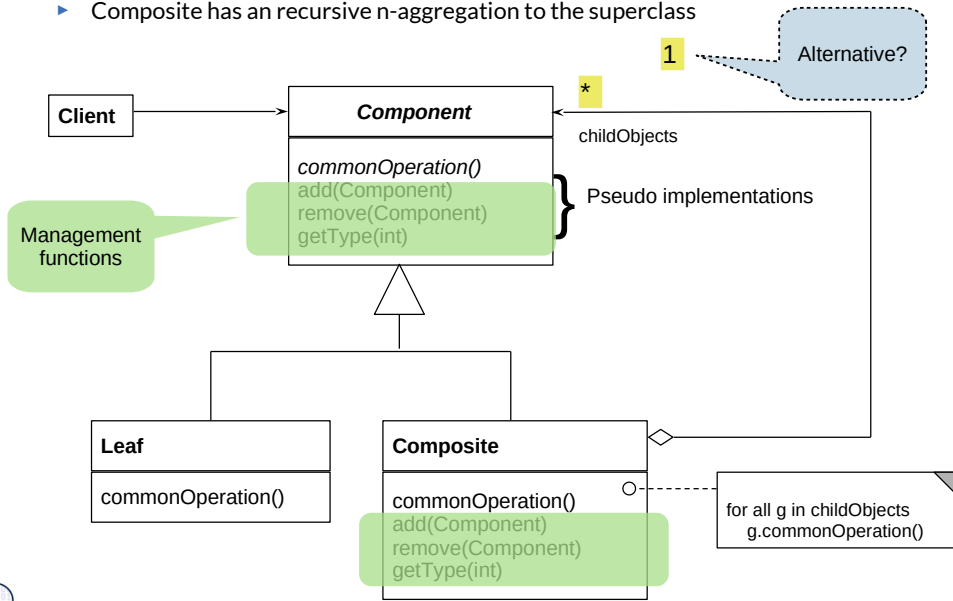 ▸ Composite has an recursive n-aggregation to the superclass
1
Alternative?
*
Client
Component
childObjects
commonOperation()
add(Component)
remove(Component)
getType(int)
}
Pseudo implementations
Management
functions
Leaf
commonOperation()
Composite
commonOperation()
add(Component)
remove(Component)
getType(int)
for all g in childObjects
g.commonOperation()